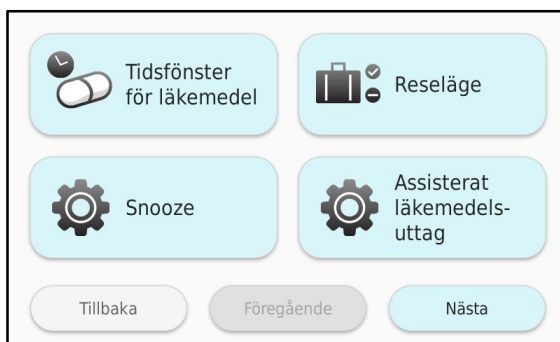 Tidsfönster
för läkemedel
Reseläge
Snooze
Assisterat
läkemedels-
uttag
Tillbaka
Föregående
Nästa